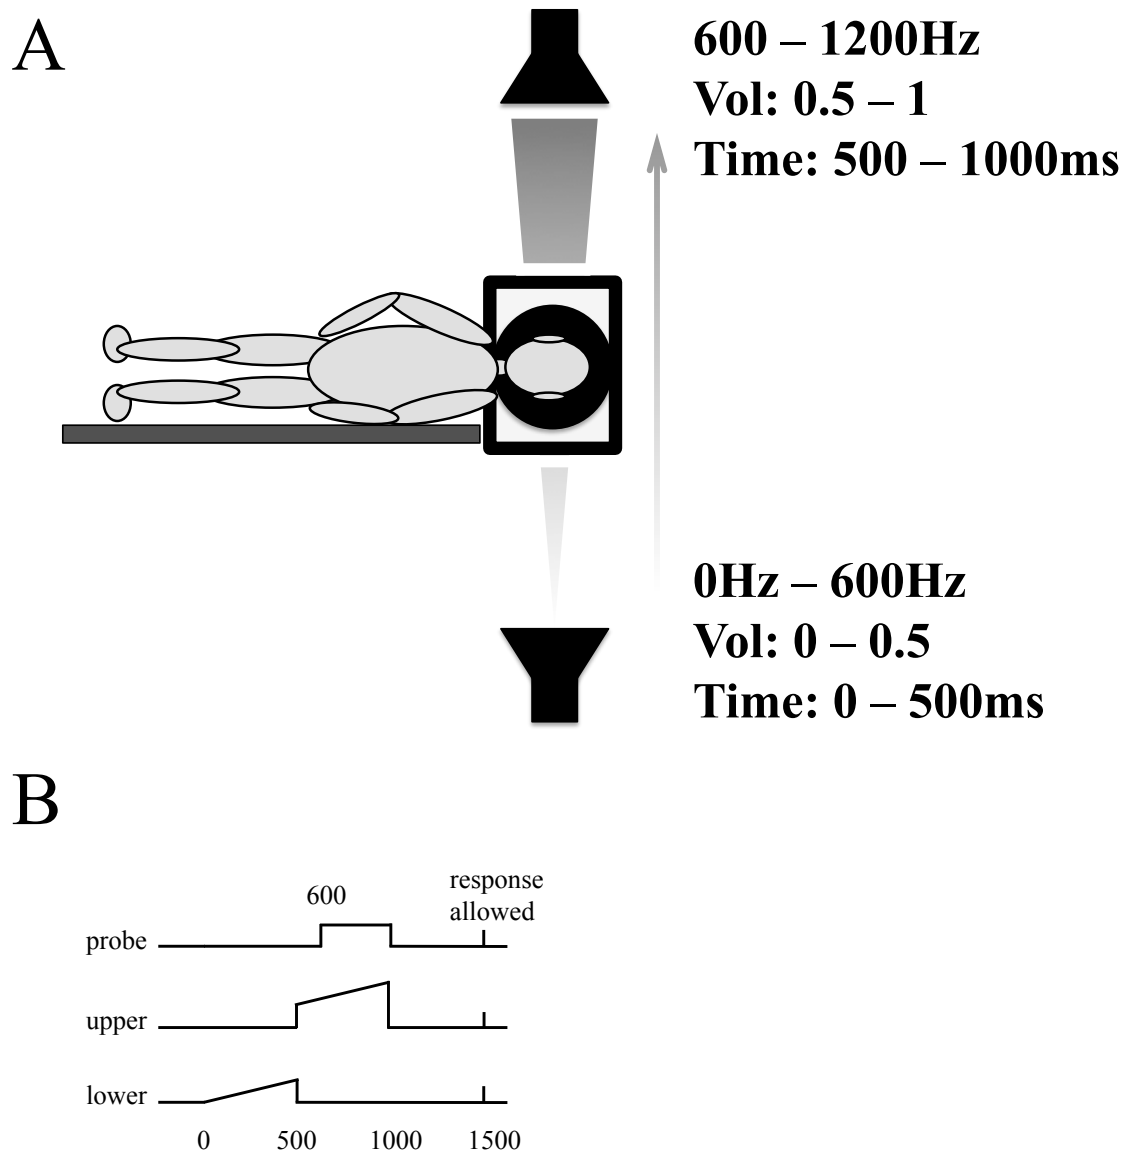 A
600 – 1200Hz
Vol: 0.5 – 1
Time: 500 – 1000ms
0Hz – 600Hz
Vol: 0 – 0.5
Time: 0 – 500ms
B
600
response
allowed
probe
upper
lower
0 500 1000 1500